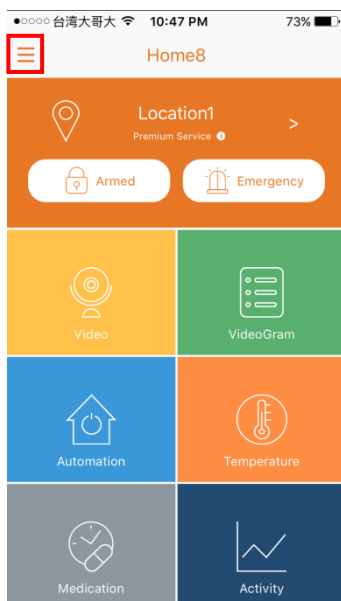 台湾大哥大 10:47 PM 73%
Home8
Location1
Premium Service
>
Armed Emergency
Video VideoGram
Automation Temperature
Medication Activity